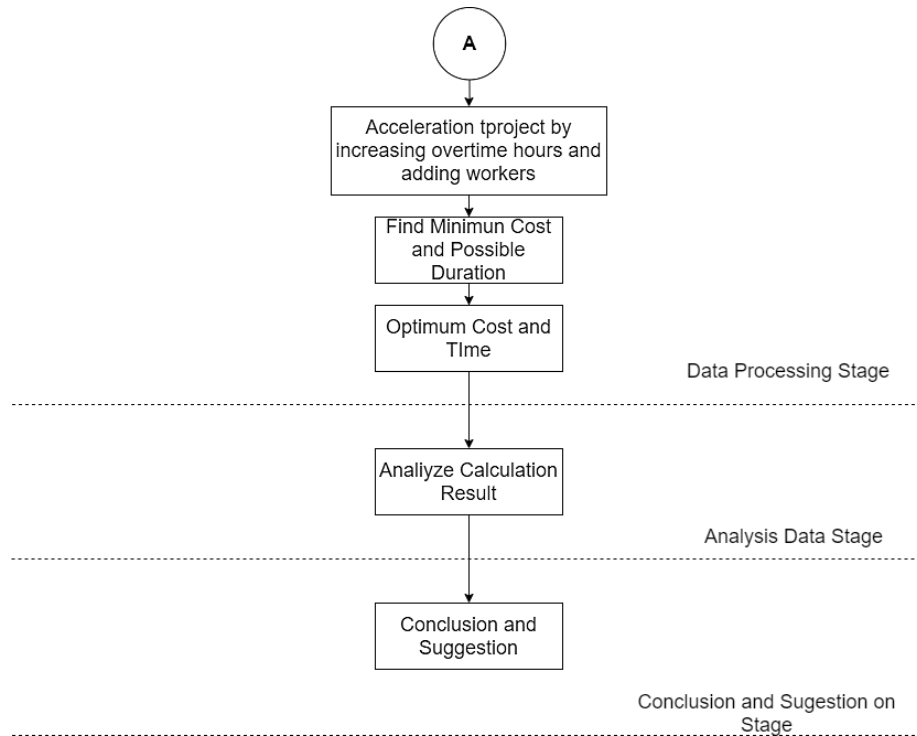 A
Acceleration tproject by
increasing overtime hours and
adding workers
Find Minimun Cost
and Possible
Duration
Optimum Cost and
TIme
Data Processing Stage
Analiyze Calculation
Result
Analysis Data Stage
Conclusion and
Suggestion
Conclusion and Sugestion on
Stage